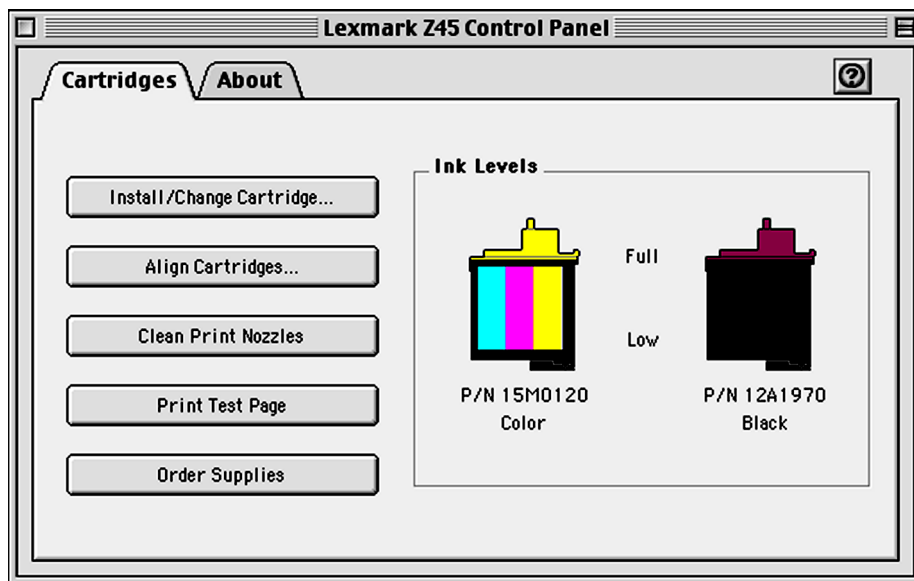 Lexmark Z45 Control Panel
Cartridges
About
?
Install/Change Cartridge...
Align Cartridges...
Clean Print Nozzles
Print Test Page
Order Supplies
Ink Levels
Full
Low
P/N 15M0120
Color
P/N 12A1970
Black